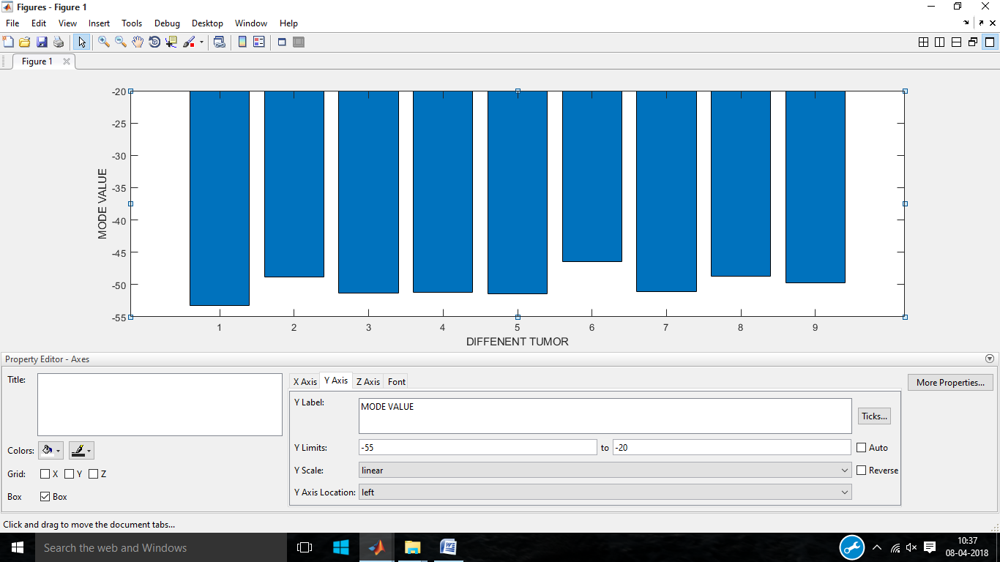 Figures - Figure 1
File Edit View Insert Tools Debug Desktop Window Help
Figure 1
-20
-25
-30
-35
-40
-45
-50
-55
MODE VALUE
1 2 3 4 5 6 7 8 9
DIFFENENT TUMOR
Property Editor - Axes
Title:
Colors:
Grid: X Y Z
Box Box
X Axis Y Axis Z Axis Font
Y Label: MODE VALUE
Ticks...
Y Limits: -55 to -20 Auto
Y Scale: linear Reverse
Y Axis Location: left
More Properties...
Click and drag to move the document tabs...
Search the web and Windows
10:37
08-04-2018